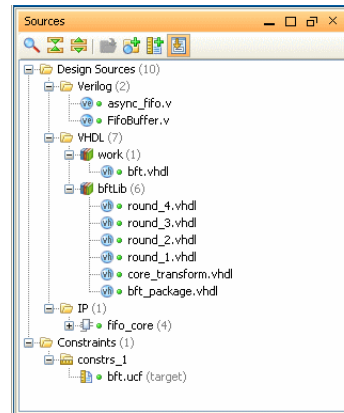 Sources
Design Sources (10)
Verilog (2)
async_fifo.v
FifoBuffer.v
VHDL (7)
work (1)
bft.vhdl
bftLib (6)
round_4.vhdl
round_3.vhdl
round_2.vhdl
round_1.vhdl
core_transform.vhdl
bft_package.vhdl
IP (1)
fifo_core (4)
Constraints (1)
constrs_1
bft.ucf (target)